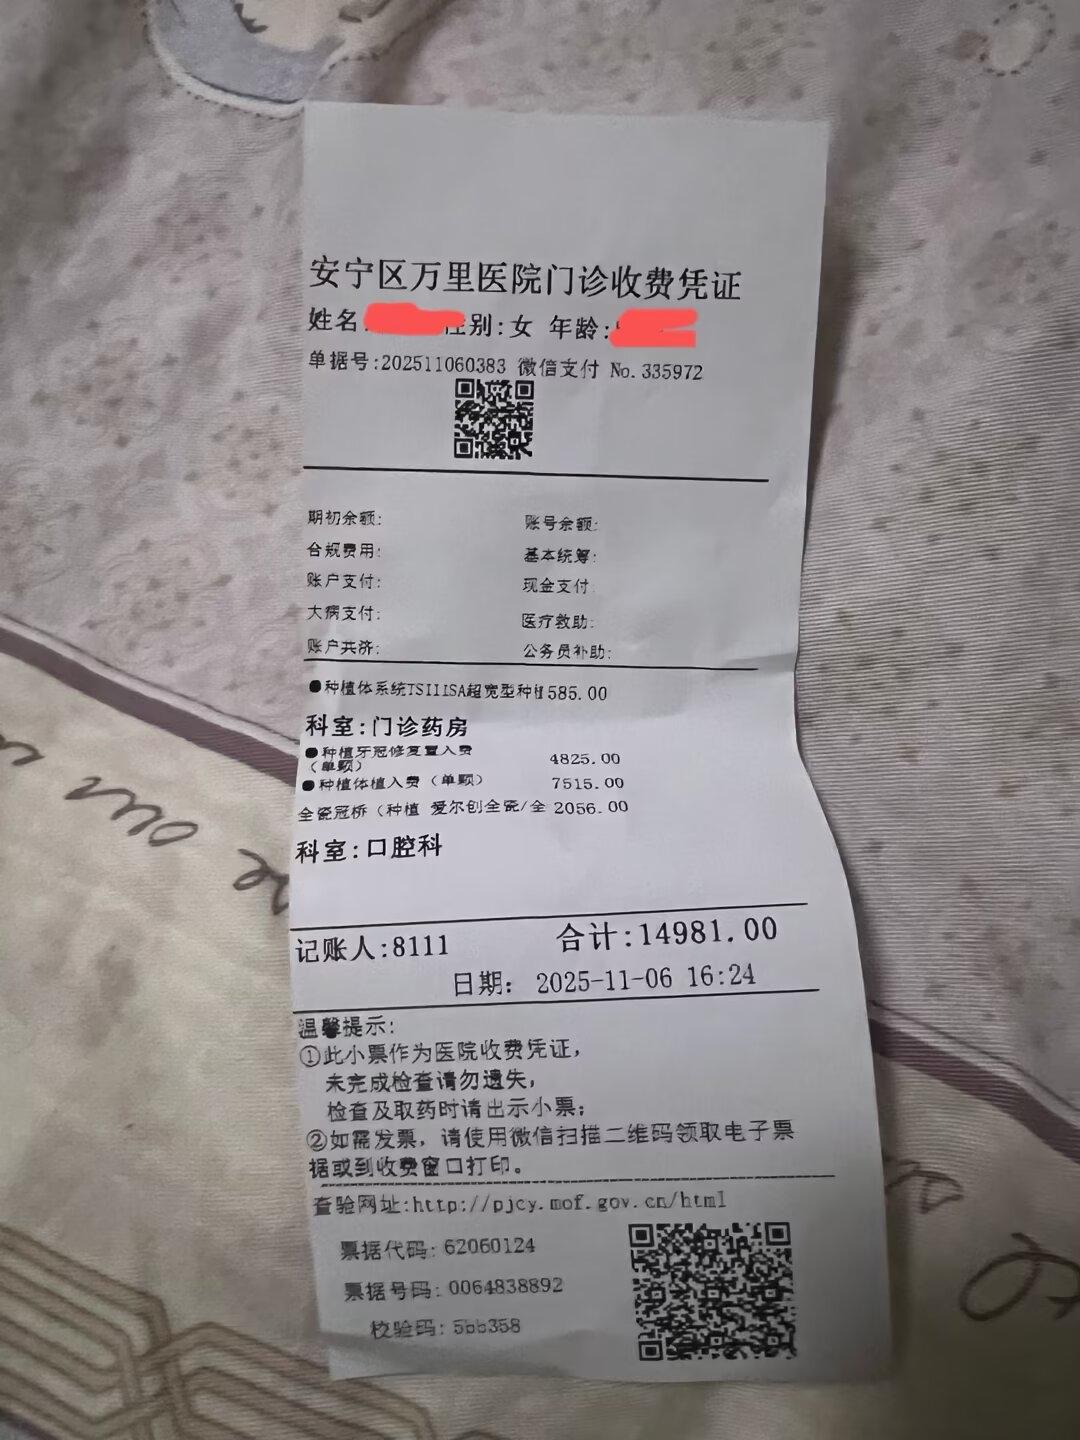 安宁区万里医院门诊收费凭证
姓名: 性别:女 年龄:
单据号:202511060383 微信支付 No.335972
期初余额: 账号余额:
合规费用: 基本统筹:
账户支付: 现金支付:
大病支付: 医疗救助:
账户共济: 公务员补助:
●种植体系统TSIIISA超宽型种植585.00
科室:门诊药房
●种植牙冠修复置入费
(单颗) 4825.00
●种植体植入费（单颗） 7515.00
全瓷冠桥（种植 爱尔创全瓷/全 2056.00
科室:口腔科
记账人:8111 合计:14981.00
日期: 2025-11-06 16:24
温馨提示:
①此小票作为医院收费凭证,
未完成检查请勿遗失,
检查及取药时请出示小票;
②如需发票, 请使用微信扫描二维码领取电子票
据或到收费窗口打印。
查验网址:http://pjcy.mof.gov.cn/html
票据代码: 62060124
票据号码: 0064838892
校验码: 5bb358
our